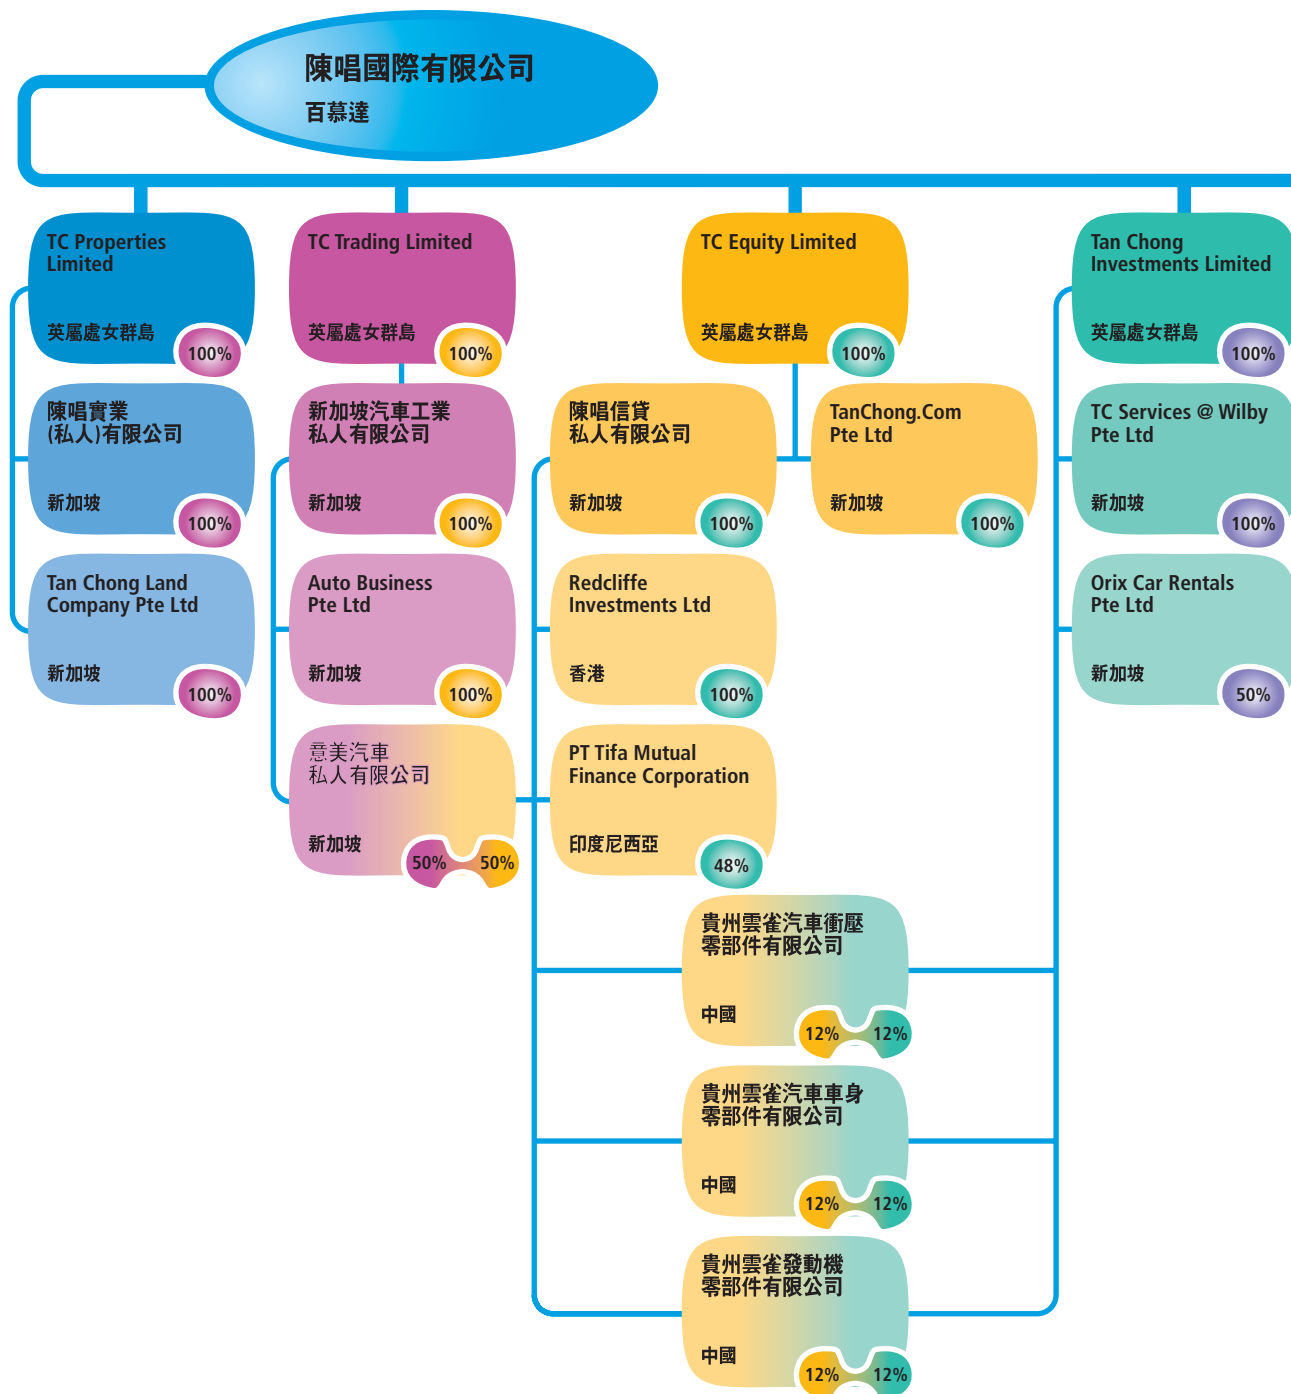 陳唱國際有限公司
百慕達
TC Properties
Limited
英屬處女群島
100%
陳唱實業
(私人)有限公司
新加坡
100%
Tan Chong Land
Company Pte Ltd
新加坡
100%
TC Trading Limited
英屬處女群島
100%
新加坡汽車工業
私人有限公司
新加坡
100%
Auto Business
Pte Ltd
新加坡
100%
意美汽車
私人有限公司
新加坡
50% 50%
TC Equity Limited
英屬處女群島
100%
陳唱信貸
私人有限公司
新加坡
100%
TanChong.Com
Pte Ltd
新加坡
100%
Redcliffe
Investments Ltd
香港
100%
PT Tifa Mutual
Finance Corporation
印度尼西亞
48%
貴州雲雀汽車衝壓
零部件有限公司
中國
12% 12%
貴州雲雀汽車車身
零部件有限公司
中國
12% 12%
貴州雲雀發動機
零部件有限公司
中國
12% 12%
Tan Chong
Investments Limited
英屬處女群島
100%
TC Services @ Wilby
Pte Ltd
新加坡
100%
Orix Car Rentals
Pte Ltd
新加坡
50%